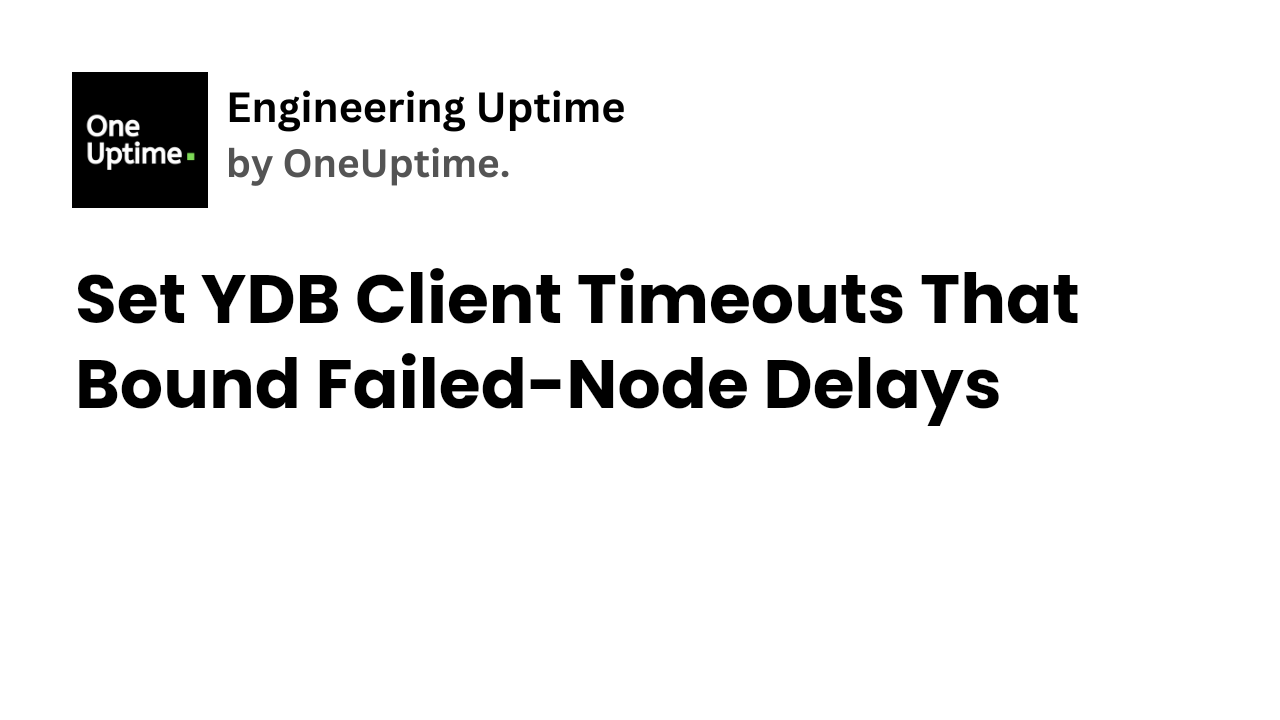 One
Uptime.
Engineering Uptime
by OneUptime.
Set YDB Client Timeouts That
Bound Failed-Node Delays